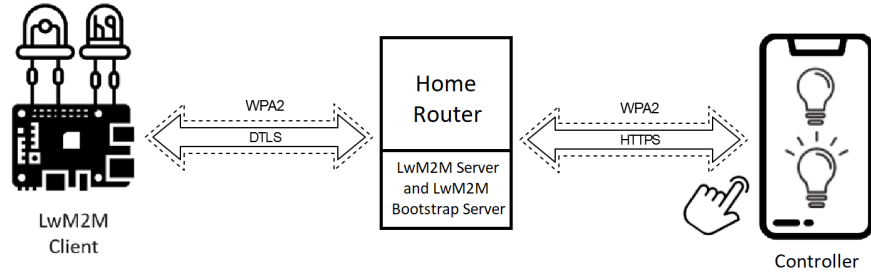 WPA2
DTLS
LwM2M
Client
Home
Router
LwM2M Server
and LwM2M
Bootstrap Server
WPA2
HTTPS
Controller